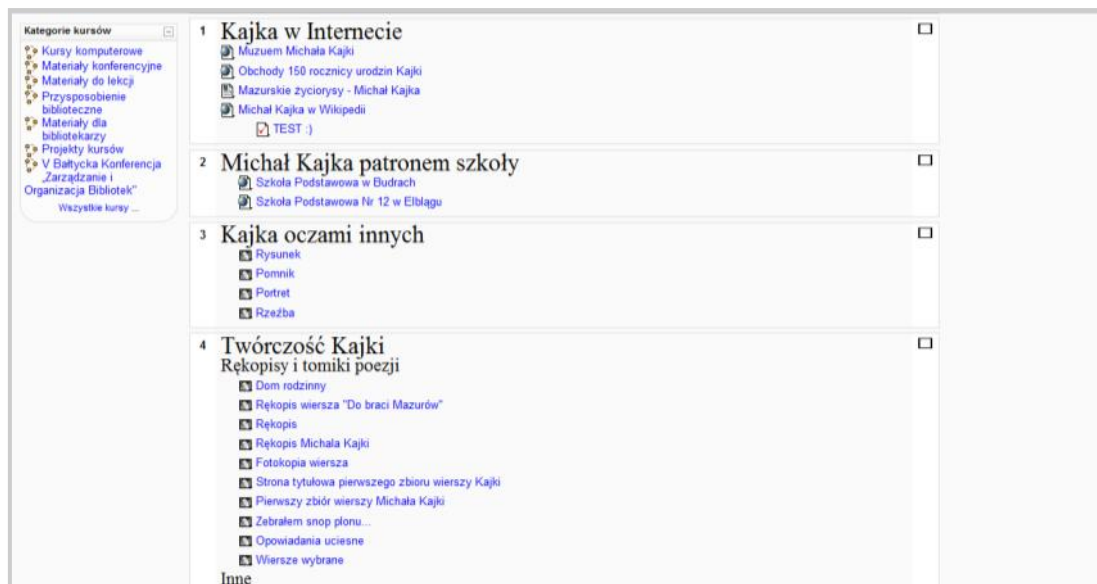 Kategorie kursów
Kursy komputerowe
Materiały konferencyjne
Materiały do lekcji
Przysposobienie
biblioteczne
Materiały dla
bibliotekarzy
Projekty kursów
V Bałtycka Konferencja
„Zarządzanie i
Organizacja Bibliotek"
Wszystkie kursy ...
1 Kajka w Internecie
Muzuem Michała Kajki
Obchody 150 rocznicy urodzin Kajki
Mazurskie życiorysy - Michał Kajka
Michał Kajka w Wikipedii
TEST :)
2 Michał Kajka patronem szkoły
Szkoła Podstawowa w Budrach
Szkoła Podstawowa Nr 12 w Elblągu
3 Kajka oczami innych
Rysunek
Pomnik
Portret
Rzeźba
4 Twórczość Kajki
Rękopisy i tomiki poezji
Dom rodzinny
Rękopis wiersza "Do braci Mazurów"
Rękopis
Rękopis Michala Kajki
Fotokopia wiersza
Strona tytułowa pierwszego zbioru wierszy Kajki
Pierwszy zbiór wierszy Michała Kajki
Zebrałem snop plonu...
Opowiadania uciesne
Wiersze wybrane
Inne